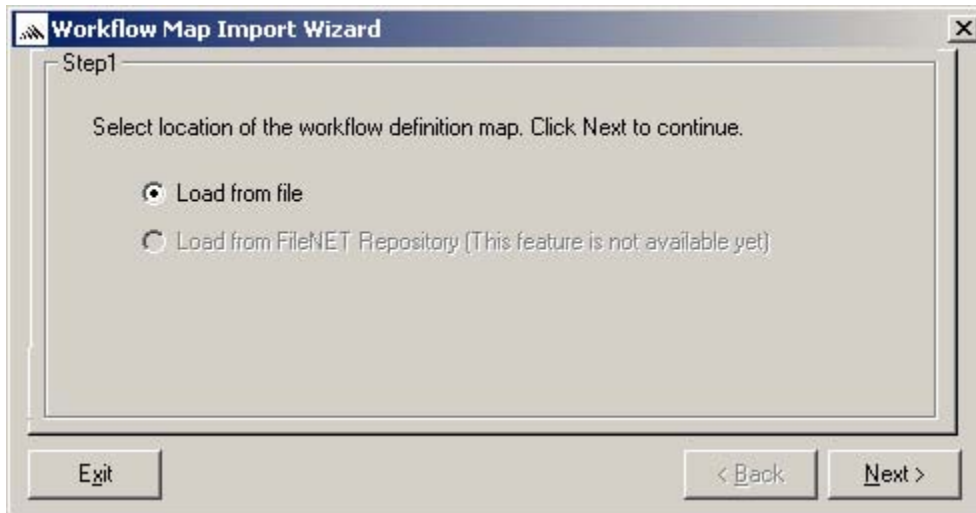 Workflow Map Import Wizard
Step1
Select location of the workflow definition map. Click Next to continue.
Load from file
Load from FileNET Repository (This feature is not available yet)
Exit
< Back
Next >